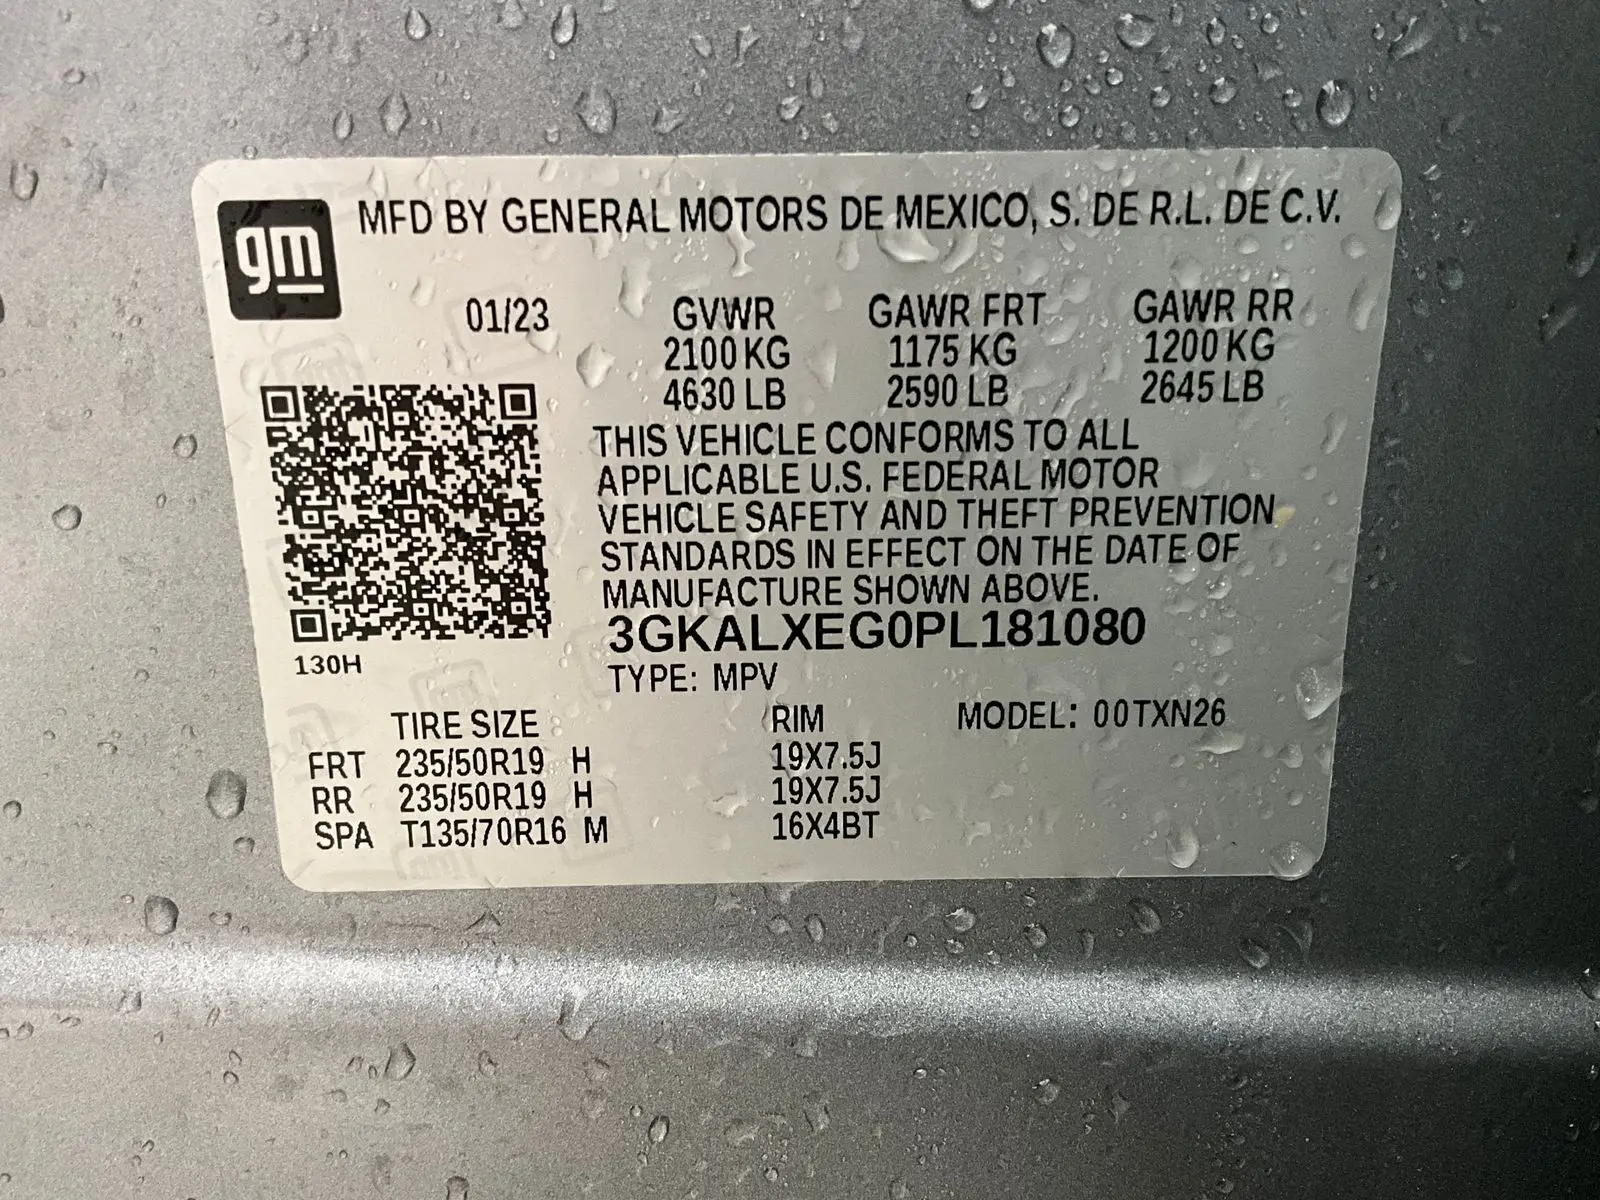 gm
MFD BY GENERAL MOTORS DE MEXICO, S. DE R.L. DE C.V.
01/23 GVWR GAWR FRT GAWR RR
2100 KG 1175 KG 1200 KG
4630 LB 2590 LB 2645 LB
THIS VEHICLE CONFORMS TO ALL
APPLICABLE U.S. FEDERAL MOTOR
VEHICLE SAFETY AND THEFT PREVENTION
STANDARDS IN EFFECT ON THE DATE OF
MANUFACTURE SHOWN ABOVE.
3GKALXEG0PL181080
130H
TYPE: MPV
TIRE SIZE RIM MODEL: 00TXN26
FRT 235/50R19 H 19X7.5J
RR 235/50R19 H 19X7.5J
SPA T135/70R16 M 16X4BT